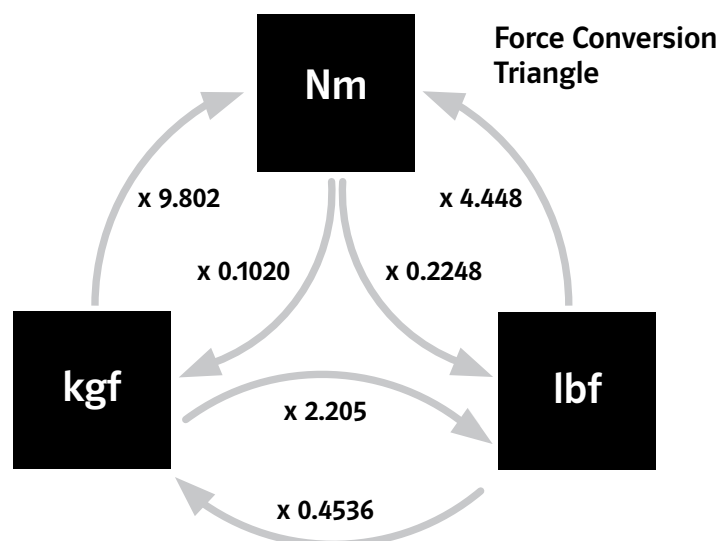 Force Conversion
Triangle
Nm
x 9.802
x 4.448
x 0.1020
x 0.2248
kgf
lbf
x 2.205
x 0.4536